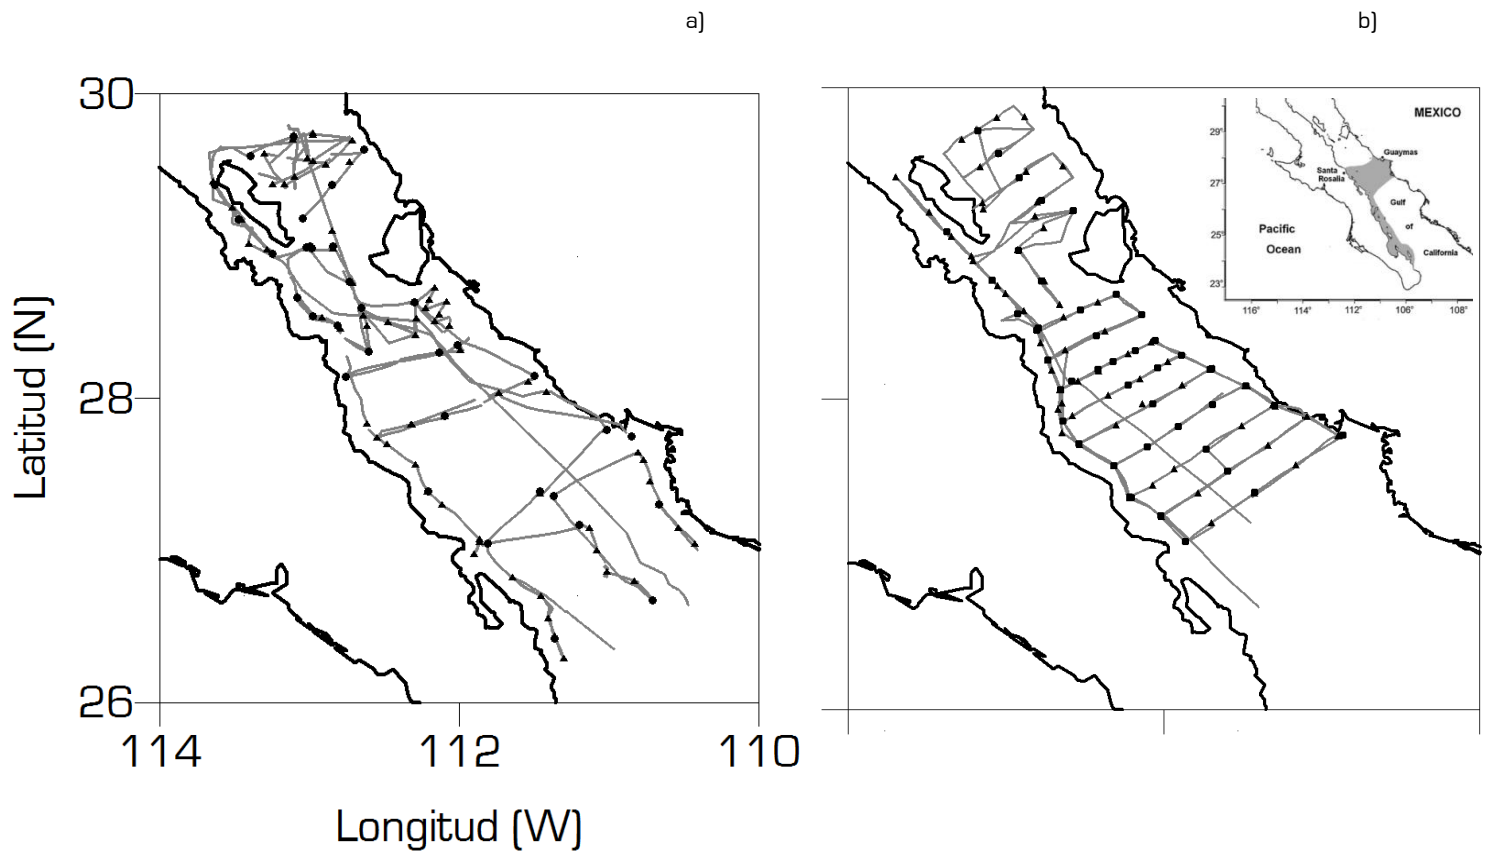 a)
b)
30
28
26
114
112
110
Latitud (N)
Longitud (W)
MEXICO
29°
27°
25°
23°
Guaymas
Santa
Rosalia
Gulf
of
California
Pacific
Ocean
116°
114°
112°
106°
108°